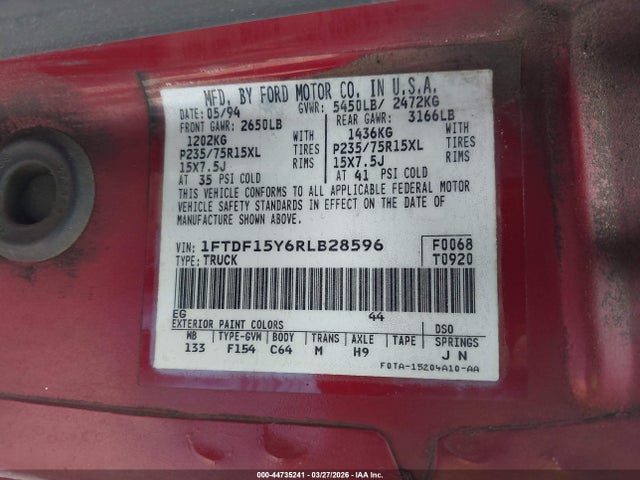 MFD. BY FORD MOTOR CO. IN U.S.A.
DATE: 05/94 GVWR: 5450LB/ 2472KG
FRONT GAWR: 2650LB REAR GAWR: 3166LB
1202KG WITH 1436KG WITH
P235/75R15XL TIRES P235/75R15XL TIRES
15X7.5J RIMS 15X7.5J RIMS
AT 35 PSI COLD AT 41 PSI COLD
THIS VEHICLE CONFORMS TO ALL APPLICABLE FEDERAL MOTOR
VEHICLE SAFETY STANDARDS IN EFFECT ON THE DATE OF
MANUFACTURE SHOWN ABOVE.
VIN: 1FTDF15Y6RLB28596 F0068
TYPE: TRUCK T0920
EG 44
EXTERIOR PAINT COLORS DSO
WB TYPE-GVW BODY TRANS AXLE TAPE SPRINGS
133 F154 C64 M H9 J N
F0TA-15204A10-AA
000-44735241 - 03/27/2026 - IAA Inc.